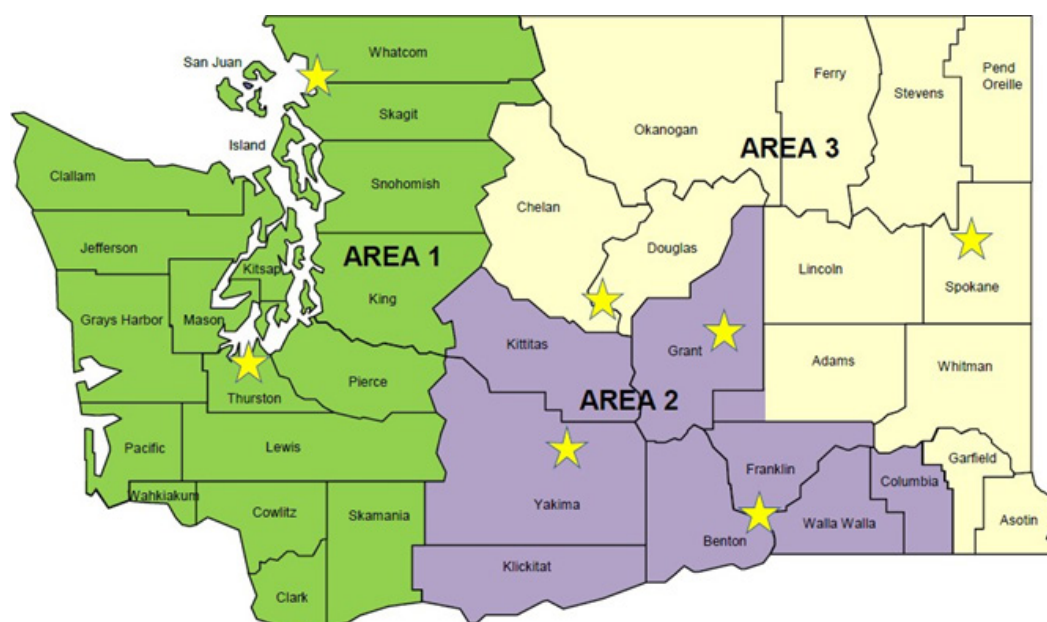 Whatcom
San Juan
Skagit
Island
Clallam
Snohomish
Jefferson
Kitsap
AREA 1
King
Mason
Grays Harbor
Thurston
Pierce
Pacific
Lewis
Wahkiakum
Cowlitz
Skamania
Clark
Okanogan
Ferry
Stevens
Pend
Oreille
AREA 3
Chelan
Douglas
Lincoln
Spokane
Adams
Whitman
Garfield
Asotin
Kittitas
Grant
AREA 2
Yakima
Franklin
Columbia
Benton
Walla Walla
Klickitat